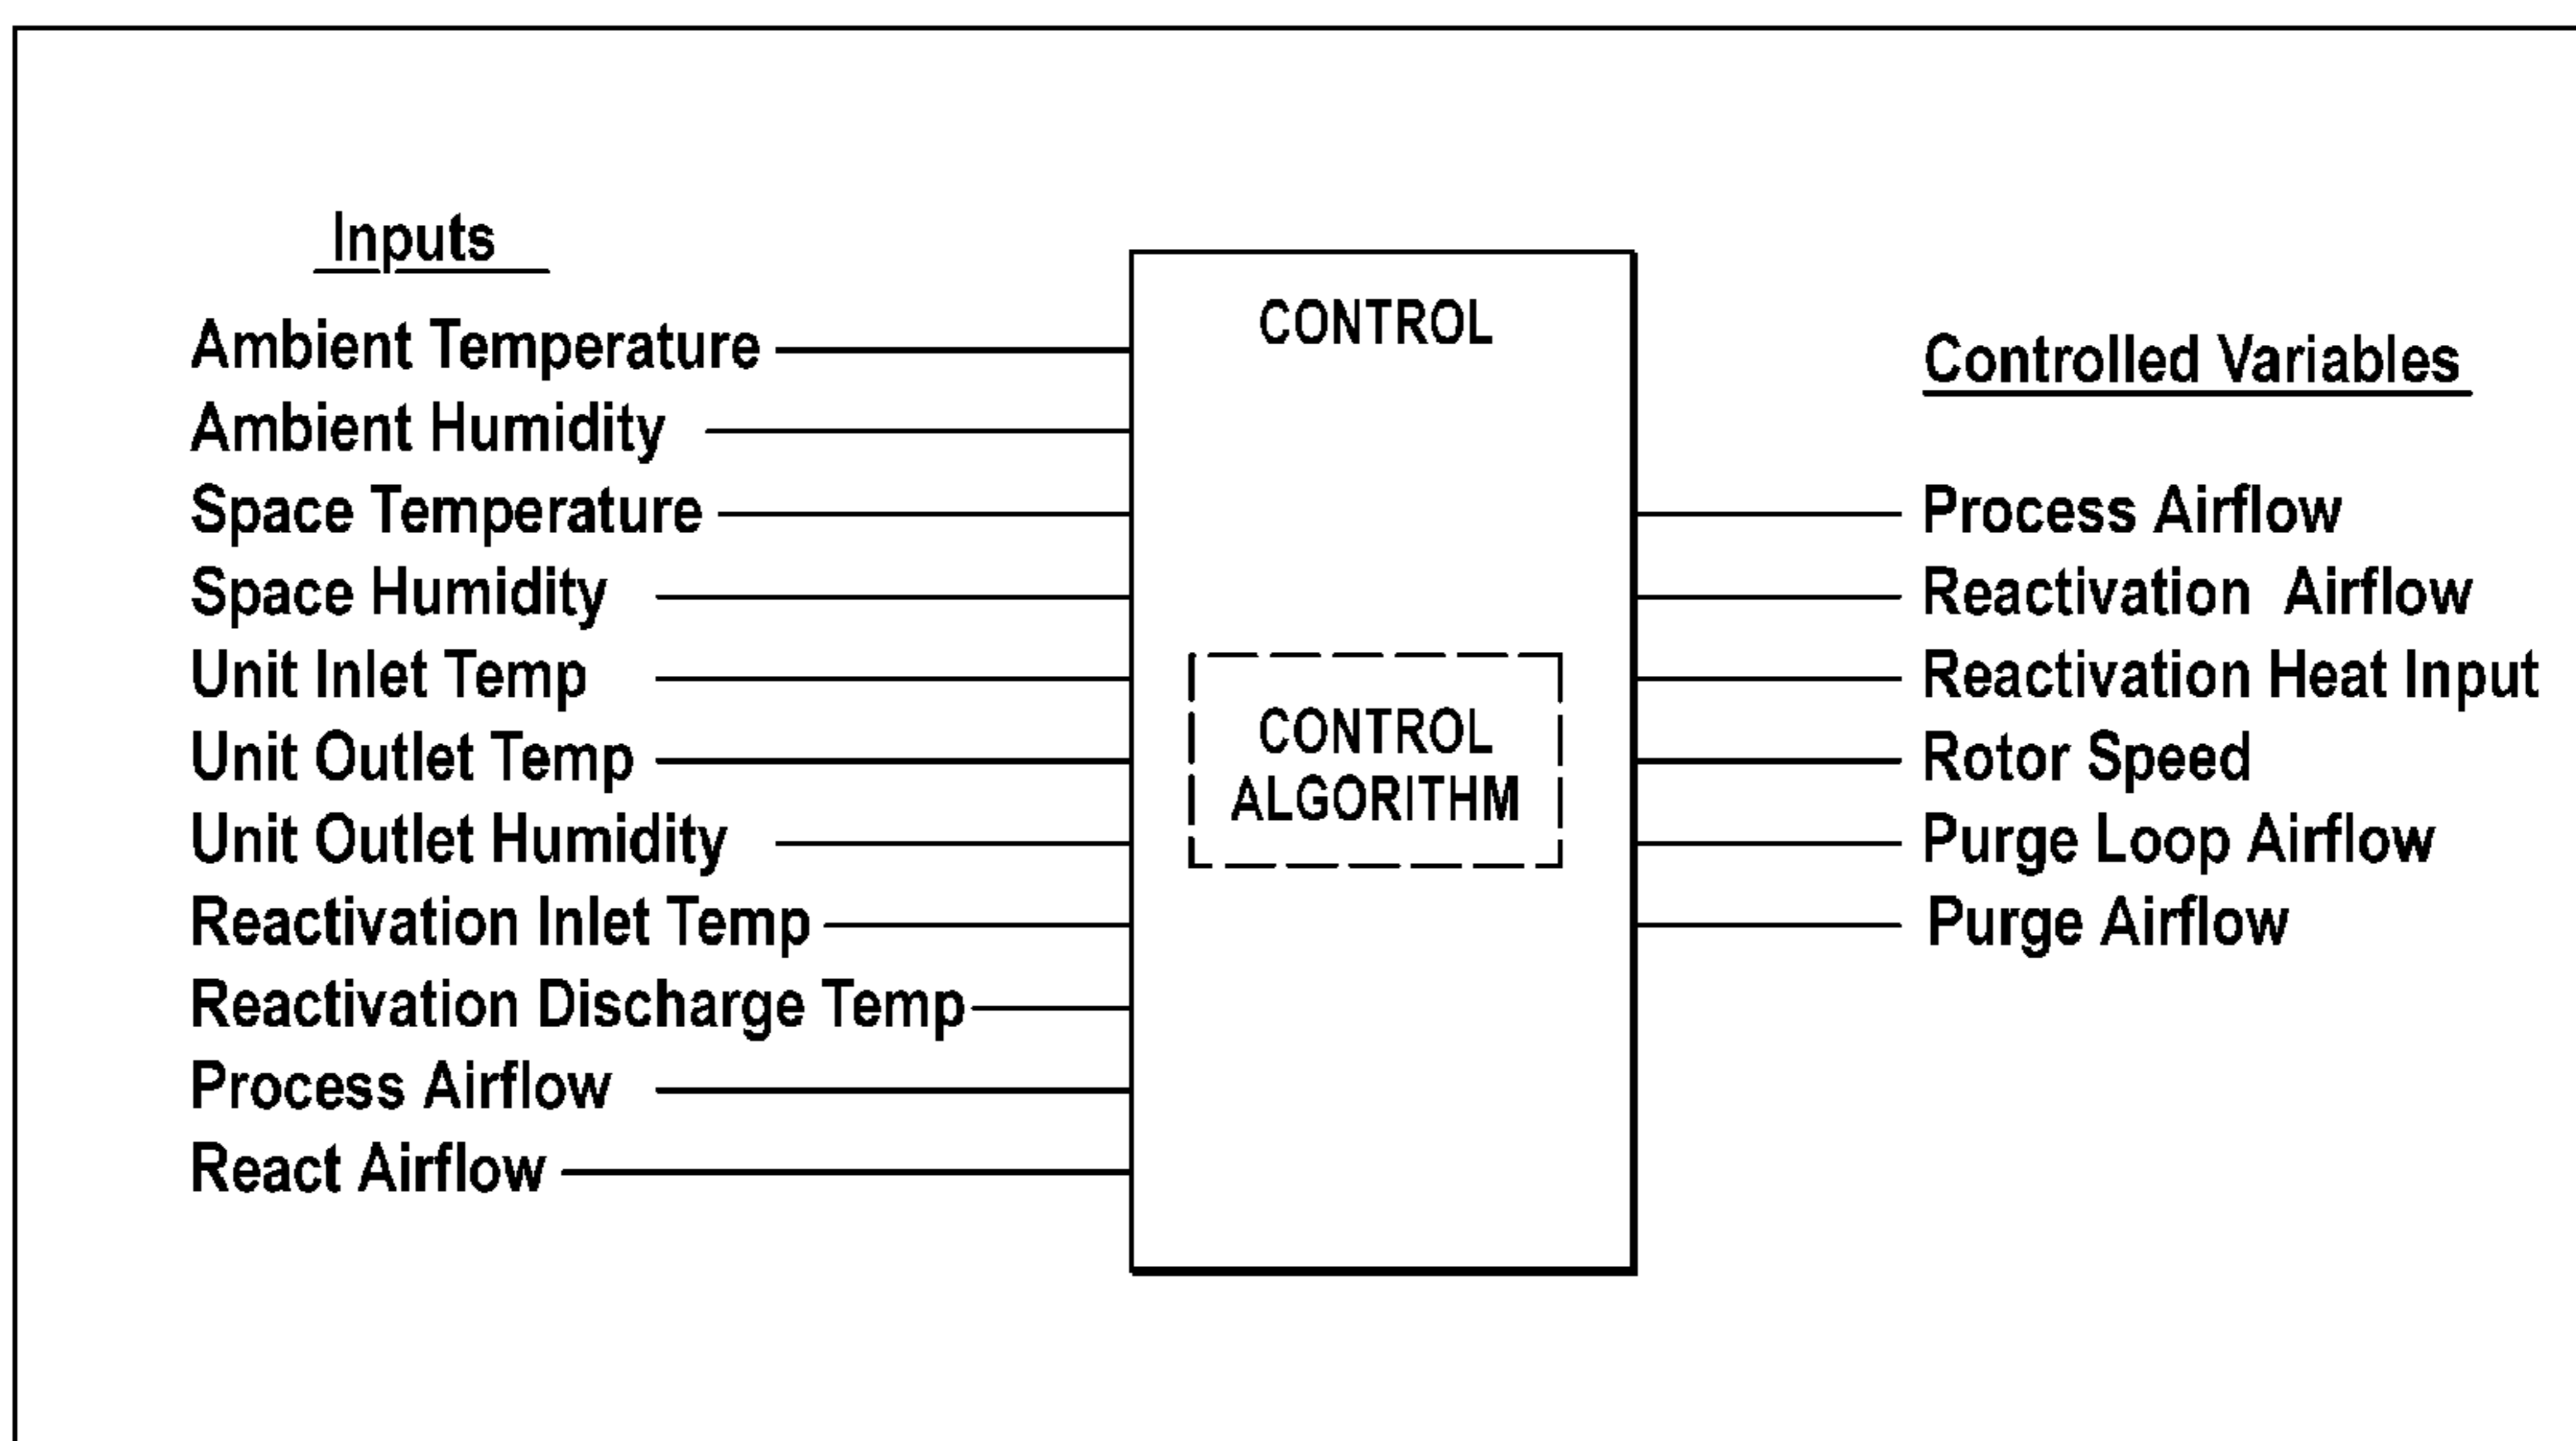 Inputs
Ambient Temperature
Ambient Humidity
Space Temperature
Space Humidity
Unit Inlet Temp
Unit Outlet Temp
Unit Outlet Humidity
Reactivation Inlet Temp
Reactivation Discharge Temp
Process Airflow
React Airflow
CONTROL
CONTROL
ALGORITHM
Controlled Variables
Process Airflow
Reactivation Airflow
Reactivation Heat Input
Rotor Speed
Purge Loop Airflow
Purge Airflow